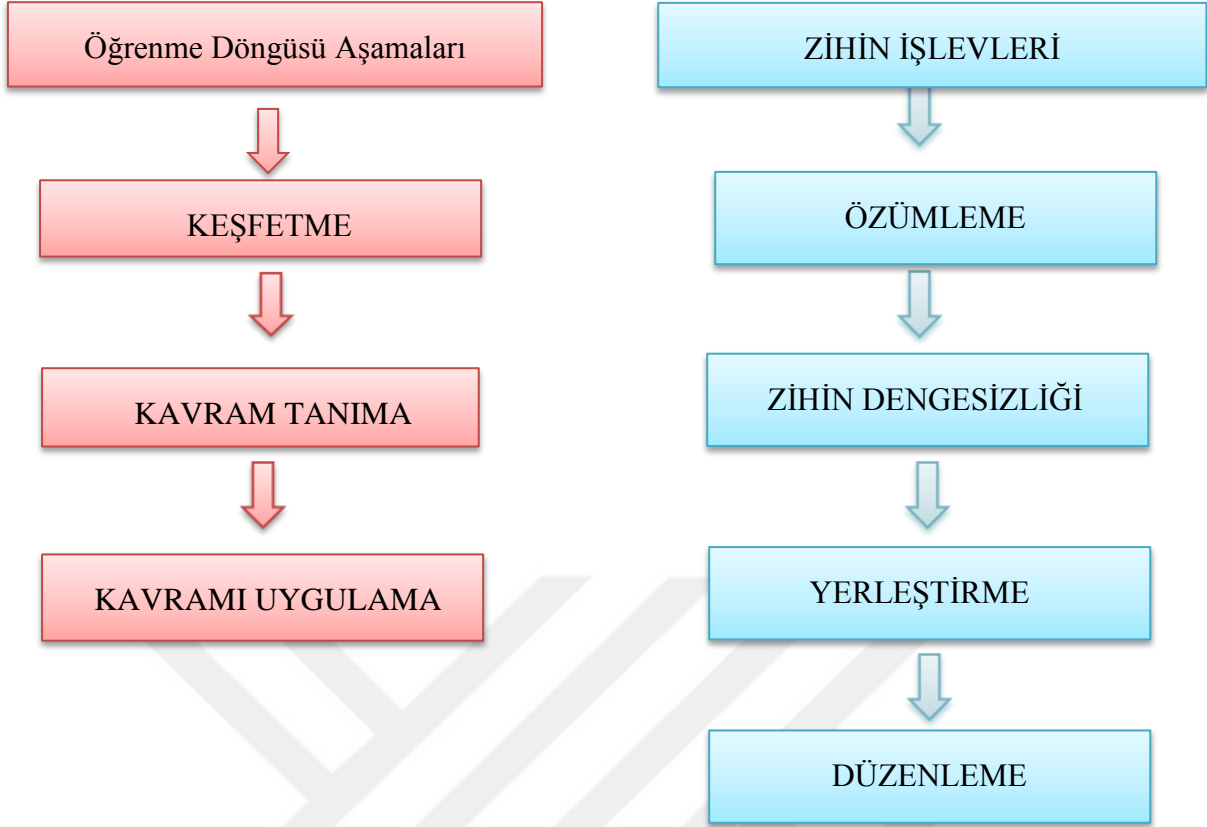 Öğrenme Döngüsü Aşamaları
KEŞFETME
KAVRAM TANIMA
KAVRAMI UYGULAMA
ZİHİN İŞLEVLERİ
ÖZÜMLEME
ZİHİN DENGESİZLİĞİ
YERLEŞTİRME
DÜZENLEME